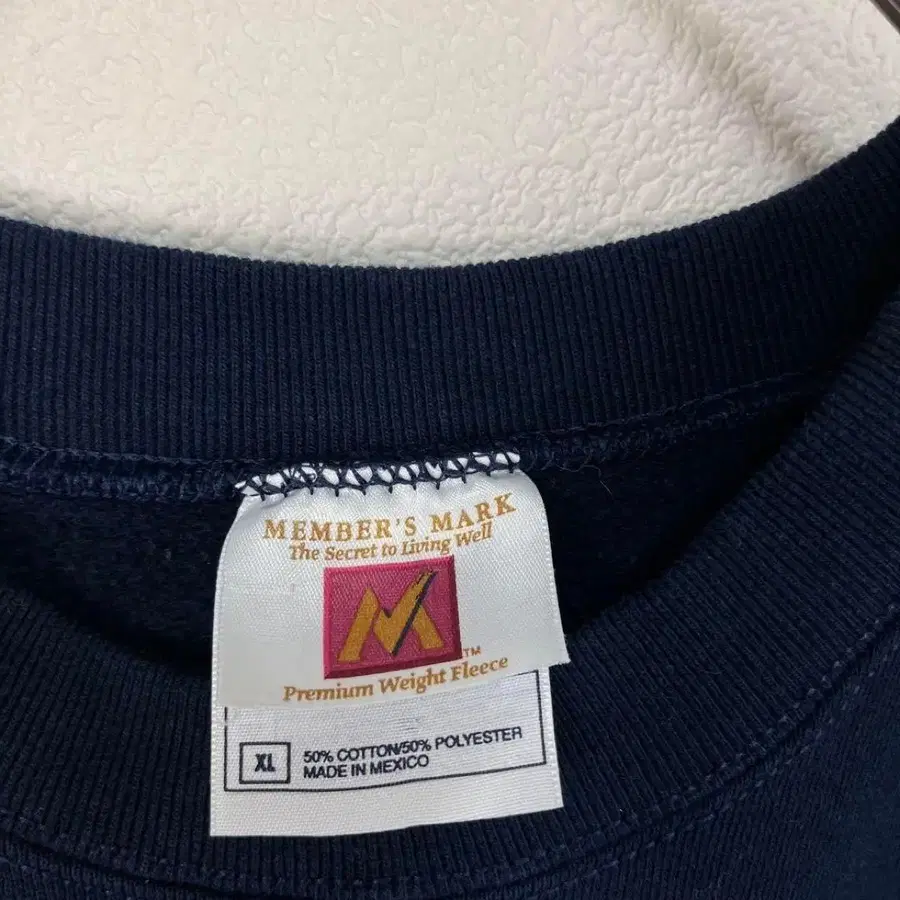 MEMBER'S MARK
The Secret to Living Well
M
TM
Premium Weight Fleece
XL
50% COTTON/50% POLYESTER
MADE IN MEXICO